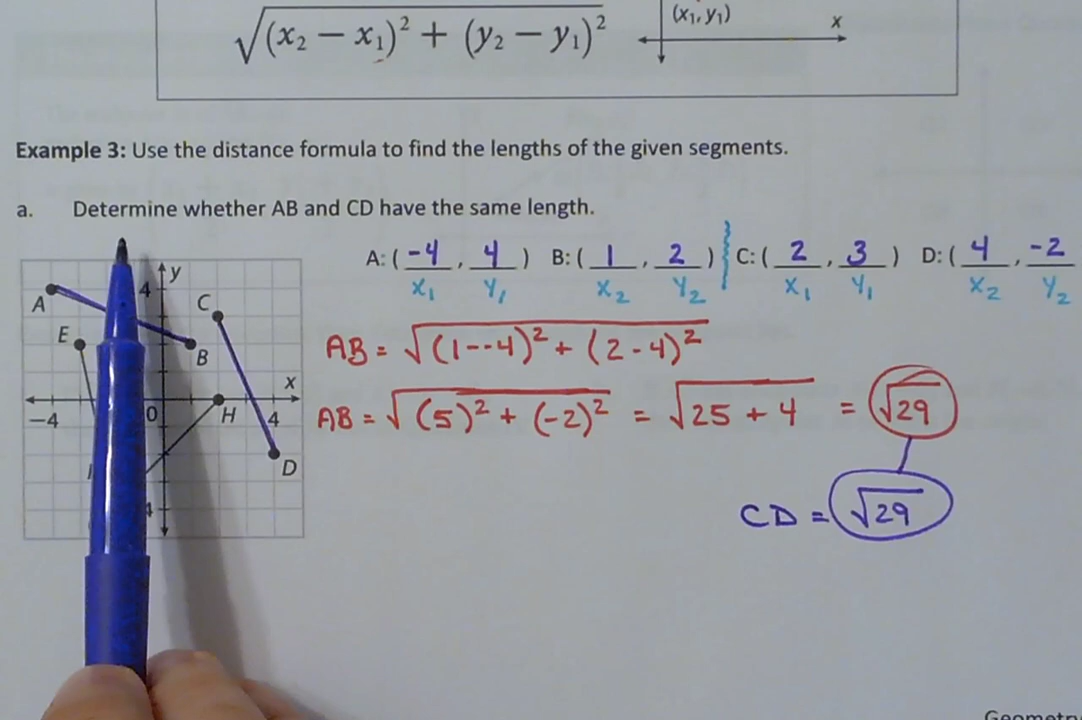 √(x₂ − x₁)² + (y₂ − y₁)²
(x₁, y₁)
x
Example 3: Use the distance formula to find the lengths of the given segments.
a. Determine whether AB and CD have the same length.
A: (-4, 4) B: (1, 2) C: (2, 3) D: (4, -2
x₁ y₁ x₂ y₂ x₁ y₁ x₂ y₂
y
4
A
C
E
B
x
−4
0
H
4
D
4
AB = √(1--4)² + (2-4)²
AB = √(5)² + (-2)² = √25 + 4 = √29
CD = √29